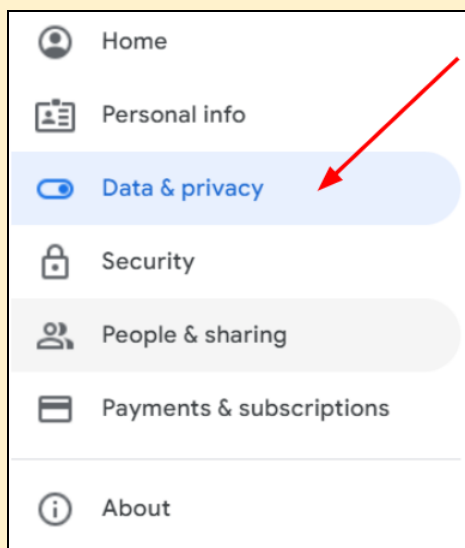 Home
Personal info
Data & privacy
Security
People & sharing
Payments & subscriptions
About